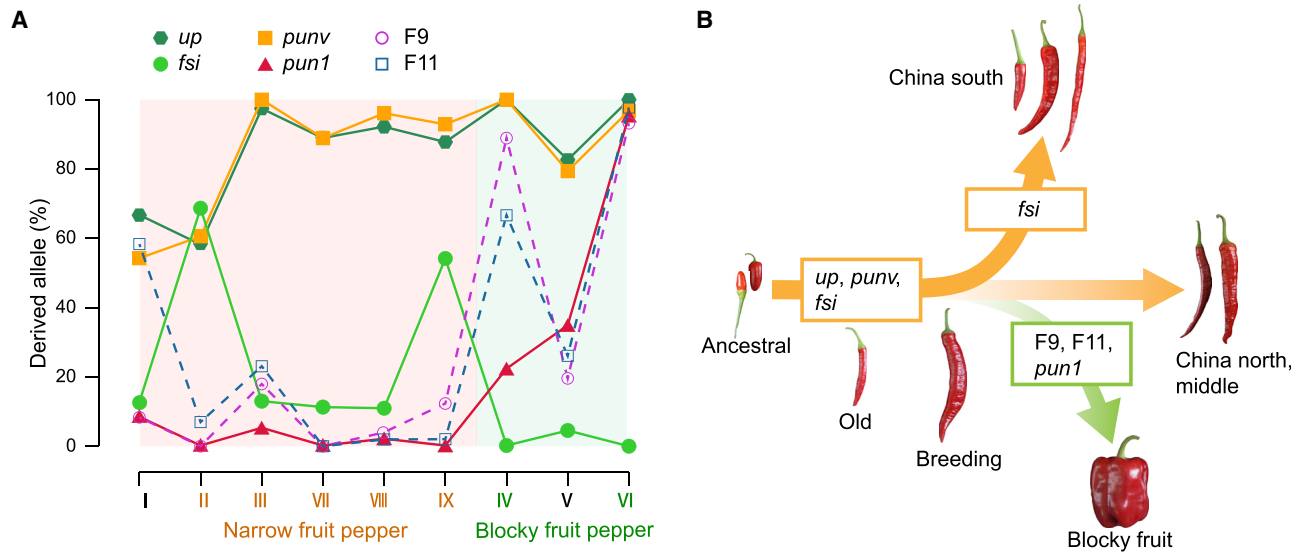 A
up
punv
F9
fsi
pun1
F11
Derived allele (%)
100
80
60
40
20
0
I II III VII VIII IX IV V VI
Narrow fruit pepper
Blocky fruit pepper
B
China south
fsi
up, punv,
fsi
Ancestral
F9, F11,
pun1
China north,
middle
Old
Breeding
Blocky fruit